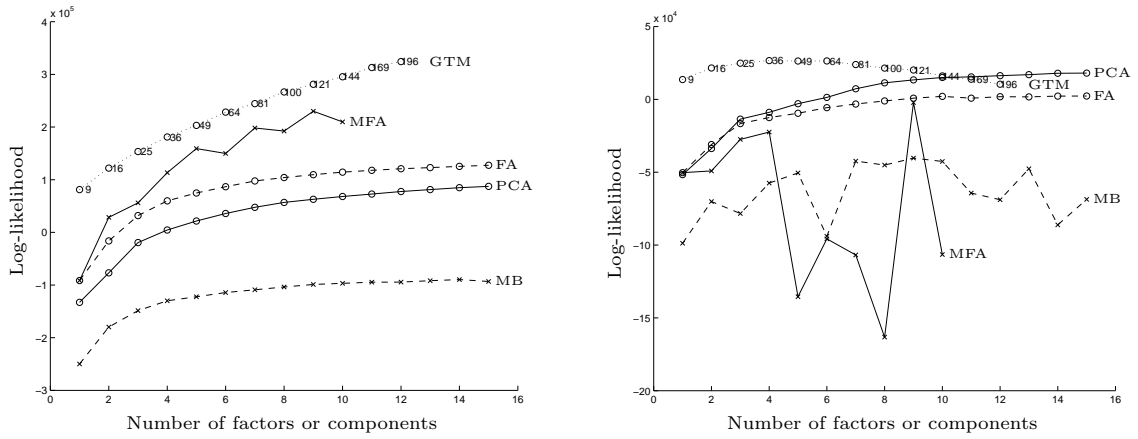 x 10⁵
4
3
2
1
0
−1
−2
−3
0 2 4 6 8 10 12 14 16
Log-likelihood
Number of factors or components
9 16 25 36 49 64 81 100 121 144 169 196 GTM
MFA
FA
PCA
MB
x 10⁴
5
0
−5
−10
−15
−20
0 2 4 6 8 10 12 14 16
Log-likelihood
Number of factors or components
9 16 25 36 49 64 81 100 121 144 169 196 GTM
PCA
FA
MB
MFA